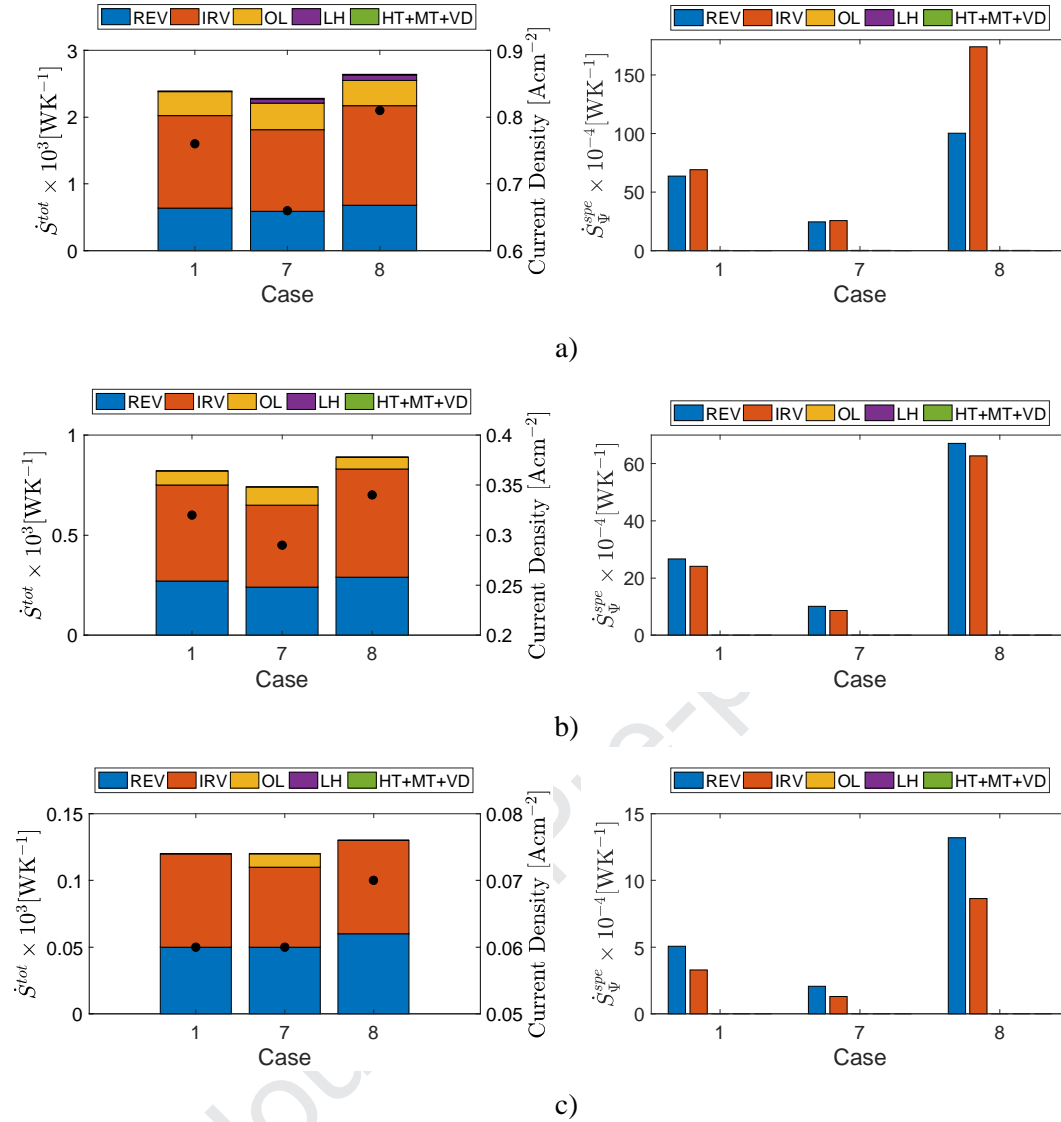 REV IRV OL LH HT+MT+VD
REV IRV OL LH HT+MT+VD
3
2
1
0
Ṡ^{tot} × 10^3[WK^{−1}]
0.9
0.8
0.7
0.6
Current Density [Acm^{−2}]
1 7 8
Case
150
100
50
0
Ṡ_Ψ^{spe} × 10^{−4}[WK^{−1}]
1 7 8
Case
a)
REV IRV OL LH HT+MT+VD
REV IRV OL LH HT+MT+VD
1
0.5
0
Ṡ^{tot} × 10^3[WK^{−1}]
0.4
0.35
0.3
0.25
0.2
Current Density [Acm^{−2}]
1 7 8
Case
60
40
20
0
Ṡ_Ψ^{spe} × 10^{−4}[WK^{−1}]
1 7 8
Case
b)
REV IRV OL LH HT+MT+VD
REV IRV OL LH HT+MT+VD
0.15
0.1
0.05
0
Ṡ^{tot} × 10^3[WK^{−1}]
0.08
0.07
0.06
0.05
Current Density [Acm^{−2}]
1 7 8
Case
15
10
5
0
Ṡ_Ψ^{spe} × 10^{−4}[WK^{−1}]
1 7 8
Case
c)